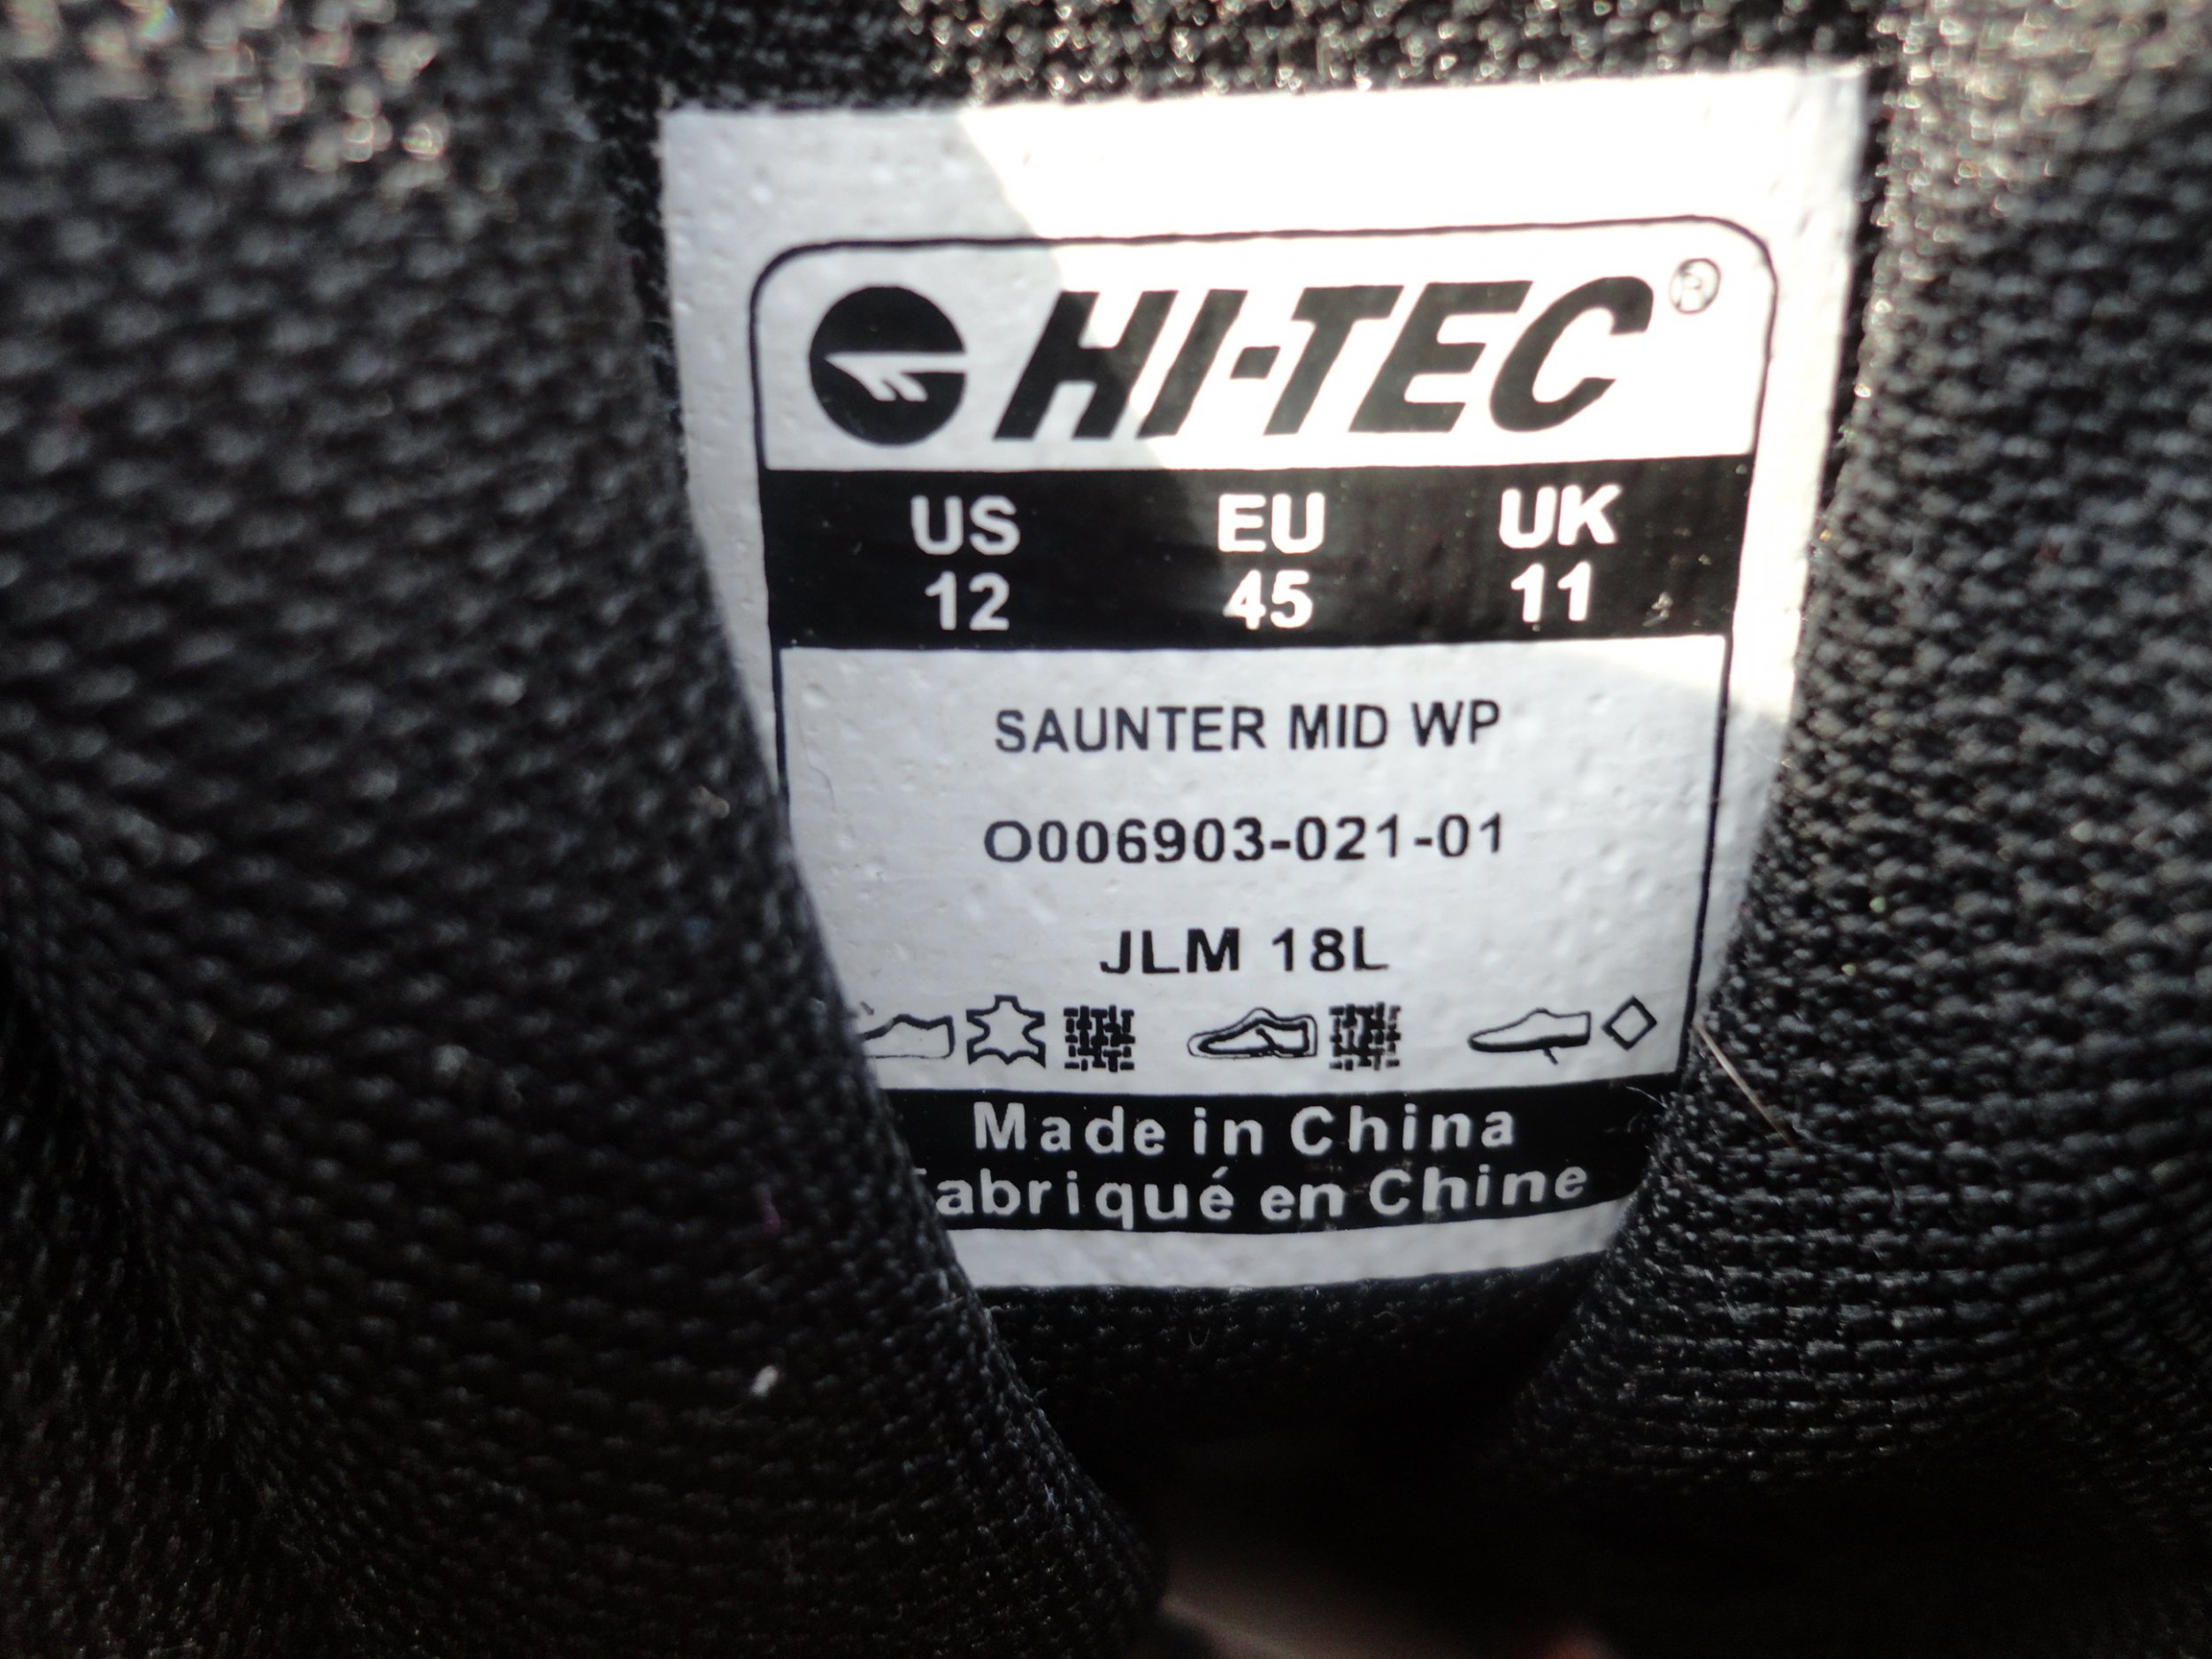 HI-TEC®
US EU UK
12 45 11
SAUNTER MID WP
O006903-021-01
JLM 18L
Made in China
abriqué en Chine